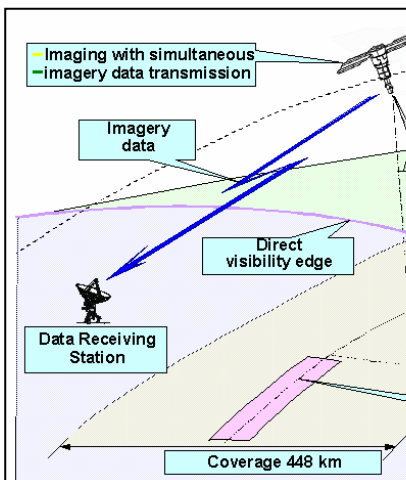 Imaging with simultaneous
imagery data transmission
Imagery
data
Direct
visibility edge
Data Receiving
Station
Coverage 448 km